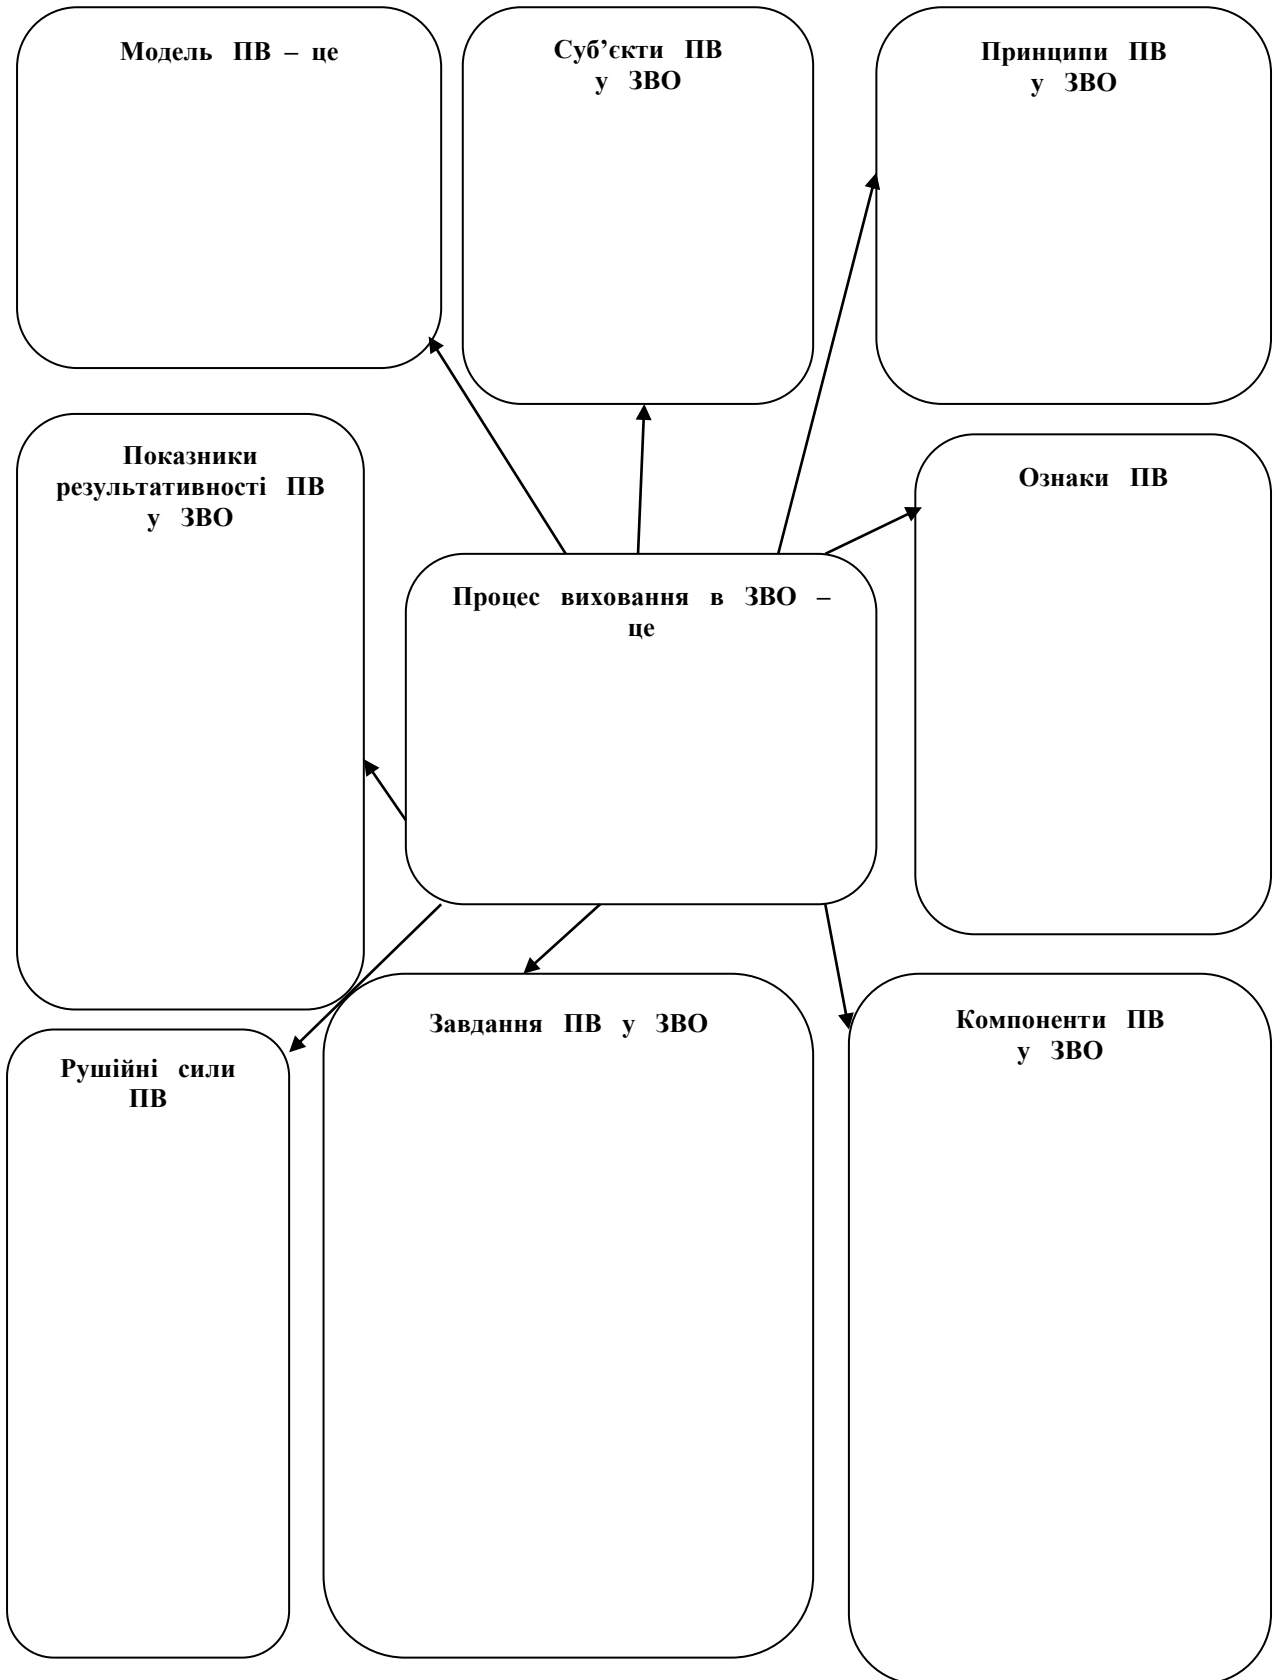 Модель ПВ – це
Суб’єкти ПВ
у ЗВО
Принципи ПВ
у ЗВО
Показники
результативності ПВ
у ЗВО
Ознаки ПВ
Процес виховання в ЗВО –
це
Рушійні сили
ПВ
Завдання ПВ у ЗВО
Компоненти ПВ
у ЗВО